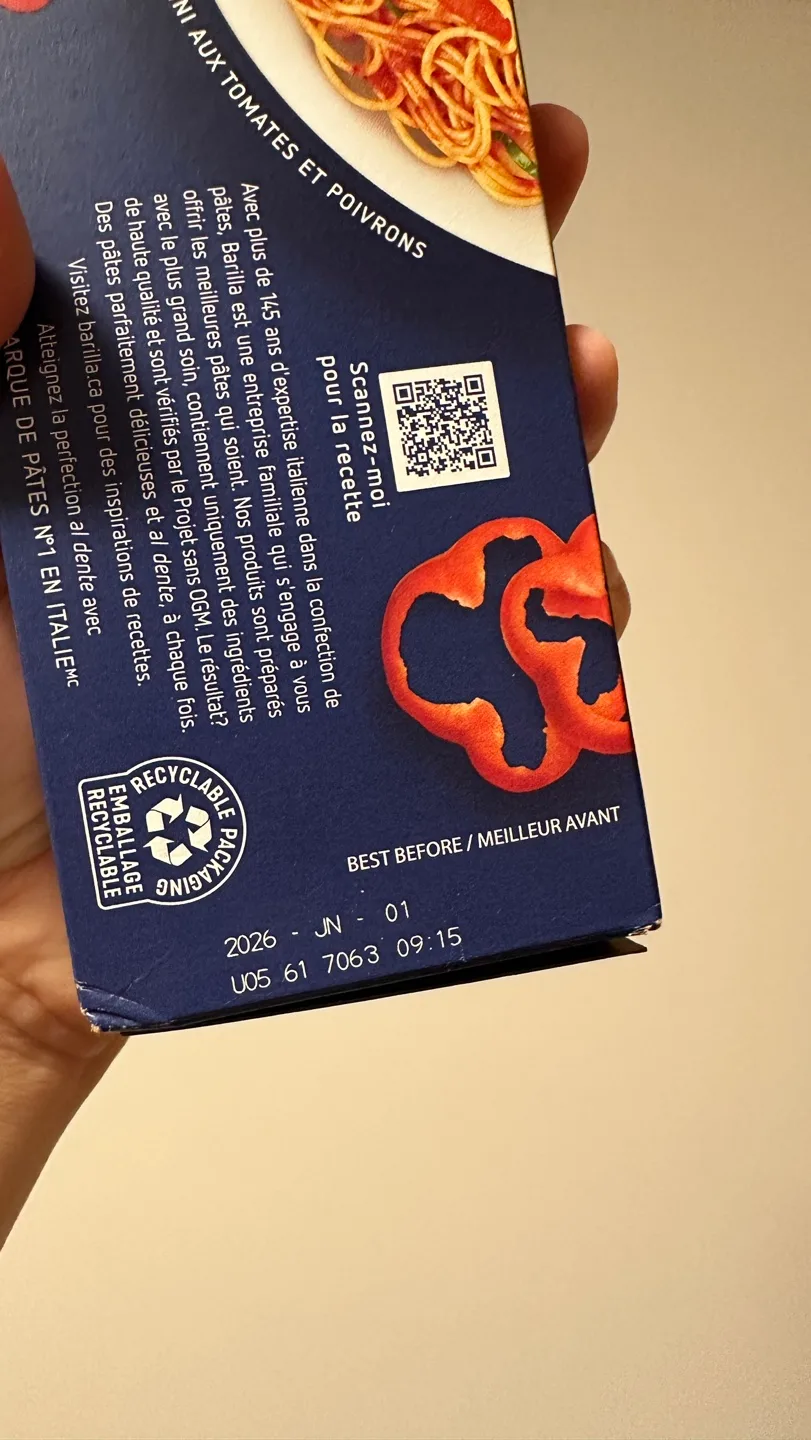 NI AUX TOMATES ET POIVRONS
Scannez-moi
pour la recette
Avec plus de 145 ans d'expertise italienne dans la confection de
pâtes, Barilla est une entreprise familiale qui s'engage à vous
offrir les meilleures pâtes qui soient. Nos produits sont préparés
avec le plus grand soin, contiennent uniquement des ingrédients
de haute qualité et sont vérifiés par le Projet sans OGM. Le résultat?
Des pâtes parfaitement délicieuses et al dente, à chaque fois.
Visitez barilla.ca pour des inspirations de recettes.
Atteignez la perfection al dente avec
ARQUE DE PÂTES Nº1 EN ITALIEMC
RECYCLABLE PACKAGING
EMBALLAGE
RECYCLABLE
BEST BEFORE / MEILLEUR AVANT
2026 - JN - 01
U05 61 7063 09:15